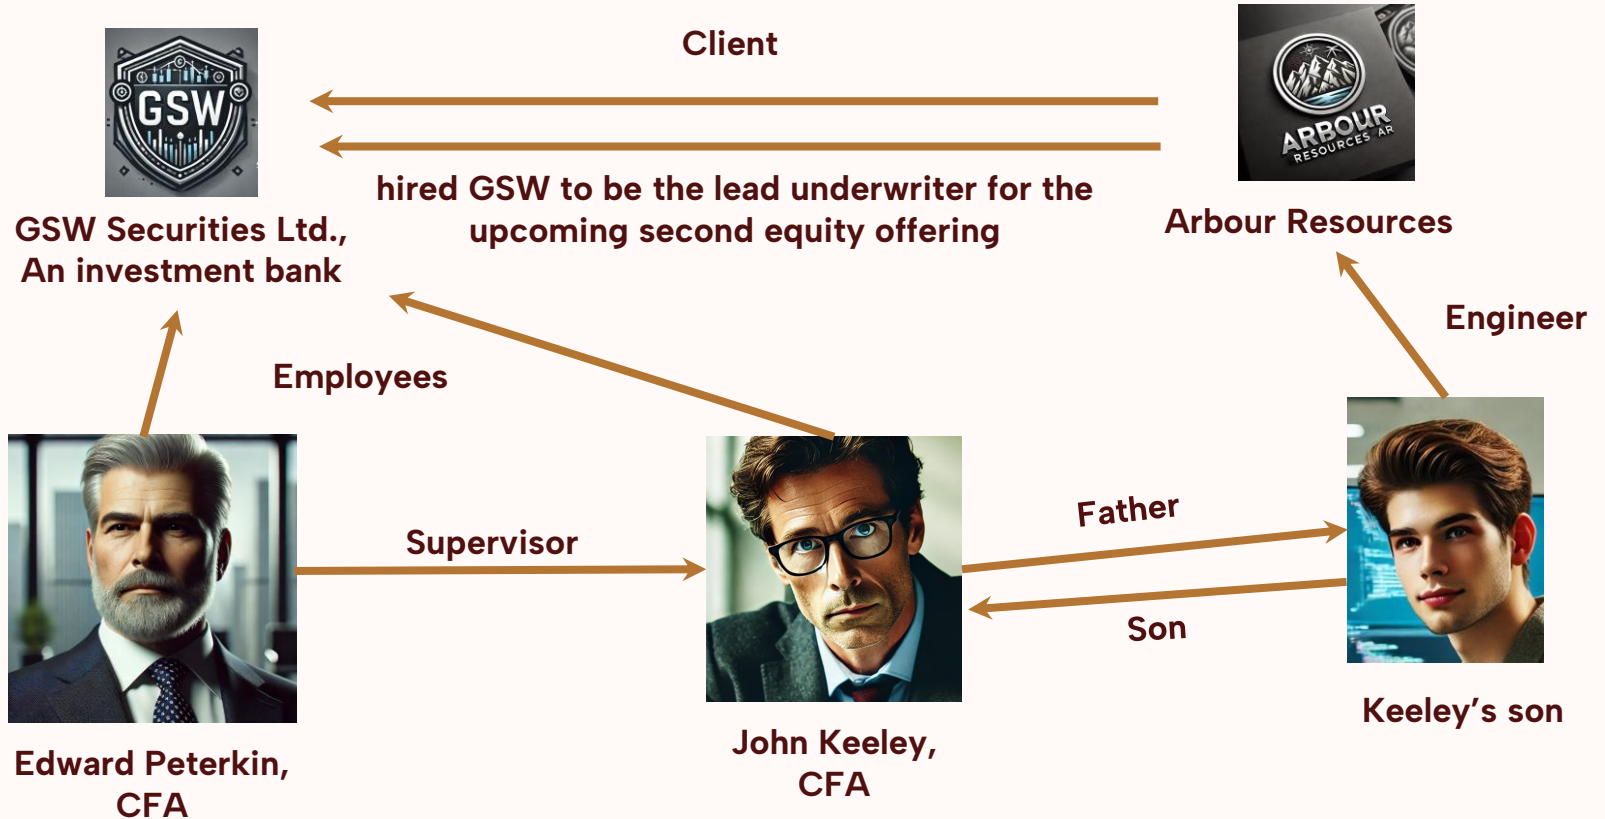 Client
GSW
ARBOUR
RESOURCES AR
hired GSW to be the lead underwriter for the
upcoming second equity offering
GSW Securities Ltd.,
An investment bank
Arbour Resources
Engineer
Employees
Supervisor
Father
Son
Keeley’s son
Edward Peterkin,
CFA
John Keeley,
CFA